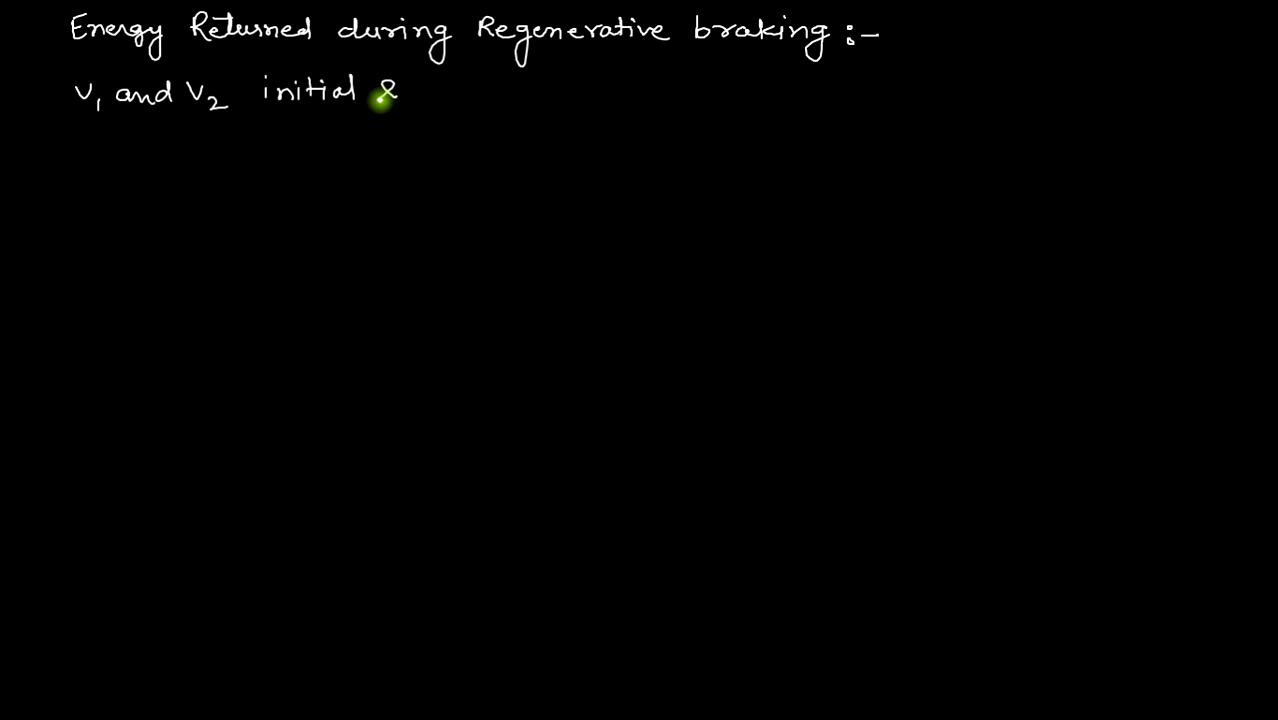 Energy Returned during Regenerative braking :-
V₁ and V₂ initial &